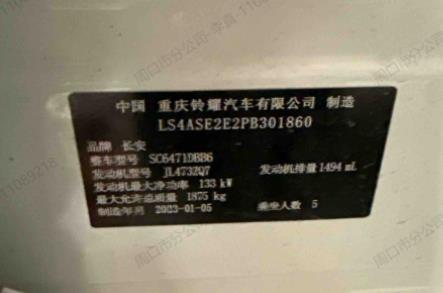 中国 重庆铃耀汽车有限公司 制造
LS4ASE2E2PB301860
品牌 长安
整车型号 SC6471DBB6
发动机型号 JL473ZQ7 发动机排量 1494 mL
发动机最大净功率 133 kW
最大允许总质量 1875 kg
制造年月 2023-01-05 乘坐人数 5
11089218